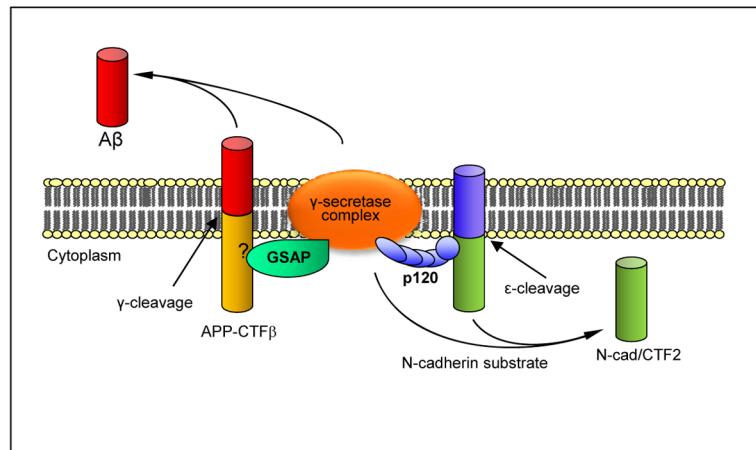 Aβ
γ-secretase
complex
Cytoplasm
?
GSAP
p120
γ-cleavage
ε-cleavage
APP-CTFβ
N-cadherin substrate
N-cad/CTF2